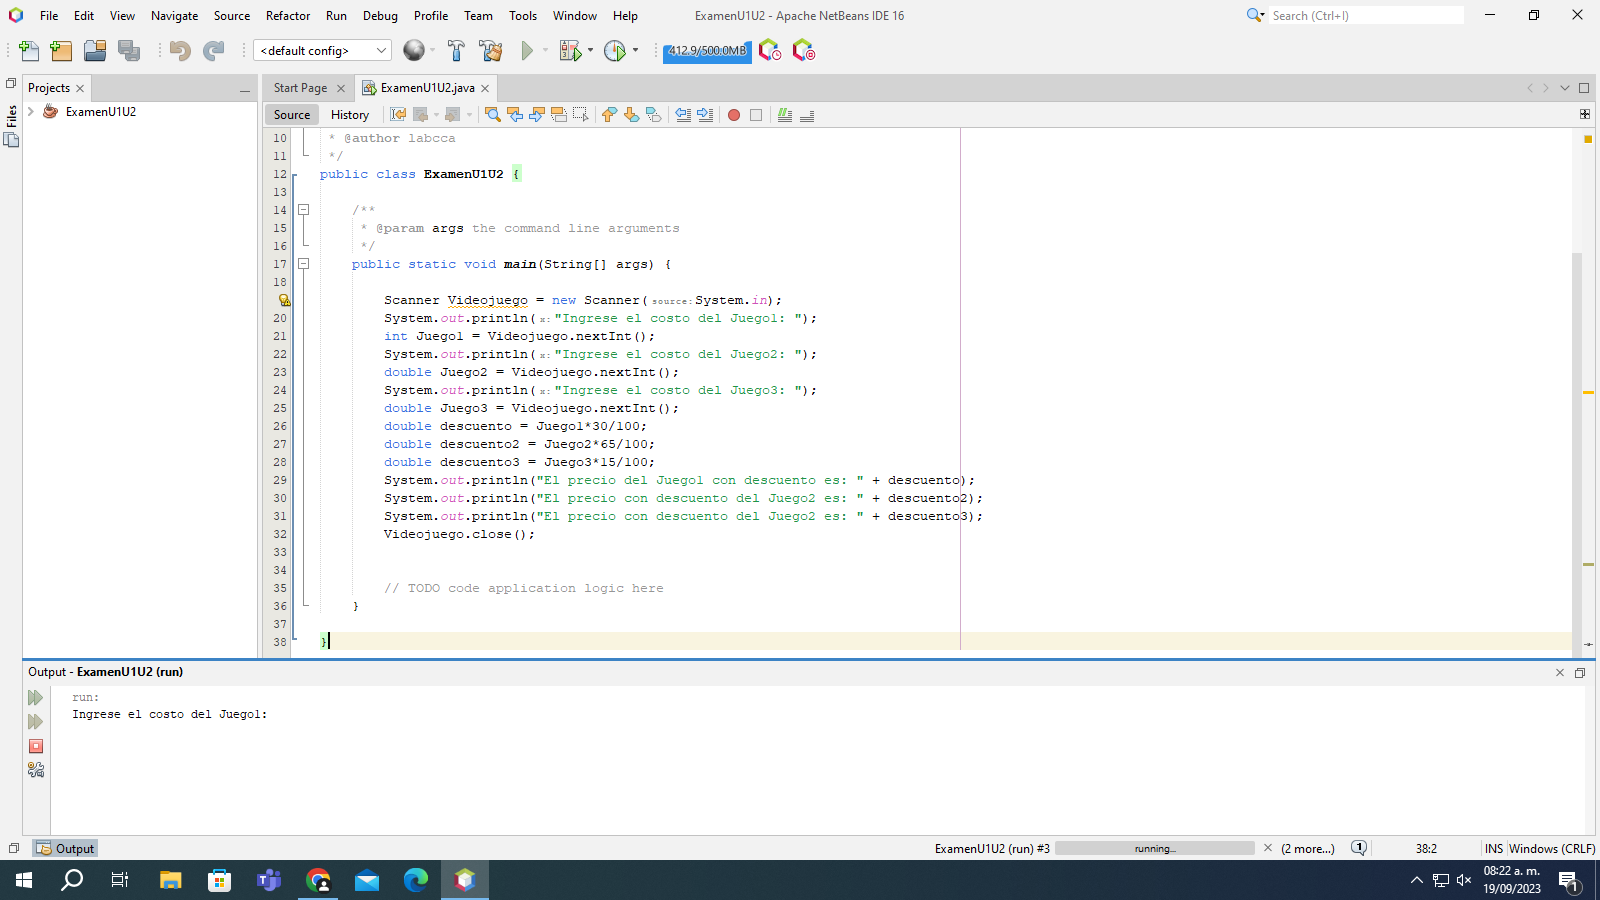 File Edit View Navigate Source Refactor Run Debug Profile Team Tools Window Help ExamenU1U2 - Apache NetBeans IDE 16 Search (Ctrl+I)
<default config> 412.9/500.0MB
Projects Start Page ExamenU1U2.java
Files
ExamenU1U2
Source History
10 * @author labcca
11 */
12 public class ExamenU1U2 {
13
14 /**
15 * @param args the command line arguments
16 */
17 public static void main(String[] args) {
18
Scanner Videojuego = new Scanner( source: System.in);
20 System.out.println( x: "Ingrese el costo del Juego1: ");
21 int Juego1 = Videojuego.nextInt();
22 System.out.println( x: "Ingrese el costo del Juego2: ");
23 double Juego2 = Videojuego.nextInt();
24 System.out.println( x: "Ingrese el costo del Juego3: ");
25 double Juego3 = Videojuego.nextInt();
26 double descuento = Juego1*30/100;
27 double descuento2 = Juego2*65/100;
28 double descuento3 = Juego3*15/100;
29 System.out.println("El precio del Juego1 con descuento es: " + descuento);
30 System.out.println("El precio con descuento del Juego2 es: " + descuento2);
31 System.out.println("El precio con descuento del Juego2 es: " + descuento3);
32 Videojuego.close();
33
34
35 // TODO code application logic here
36 }
37
38 }
Output - ExamenU1U2 (run)
run:
Ingrese el costo del Juego1:
Output ExamenU1U2 (run) #3 running... (2 more...) 1 38:2 INS Windows (CRLF)
08:22 a. m.
19/09/2023
1